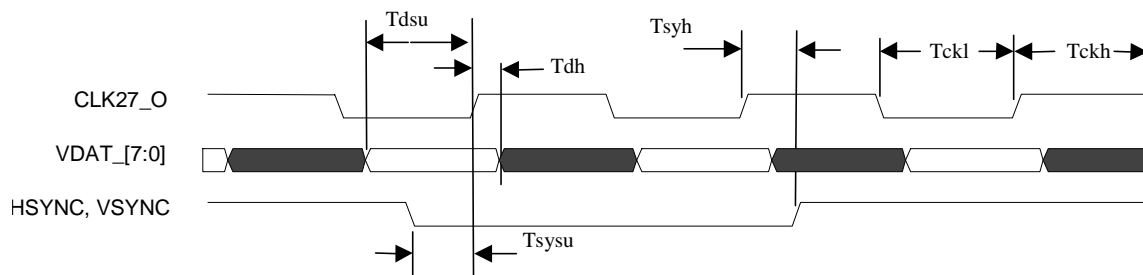 Tdsu
Tsyh
Tdh
Tckl
Tckh
CLK27_O
VDAT_[7:0]
HSYNC, VSYNC
Tsysu